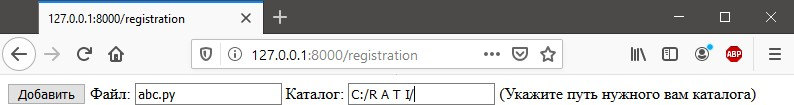 127.0.0.1:8000/registration
127.0.0.1:8000/registration
ABP
Добавить Файл: abc.py Каталог: C:/R A T I/ (Укажите путь нужного вам каталога)